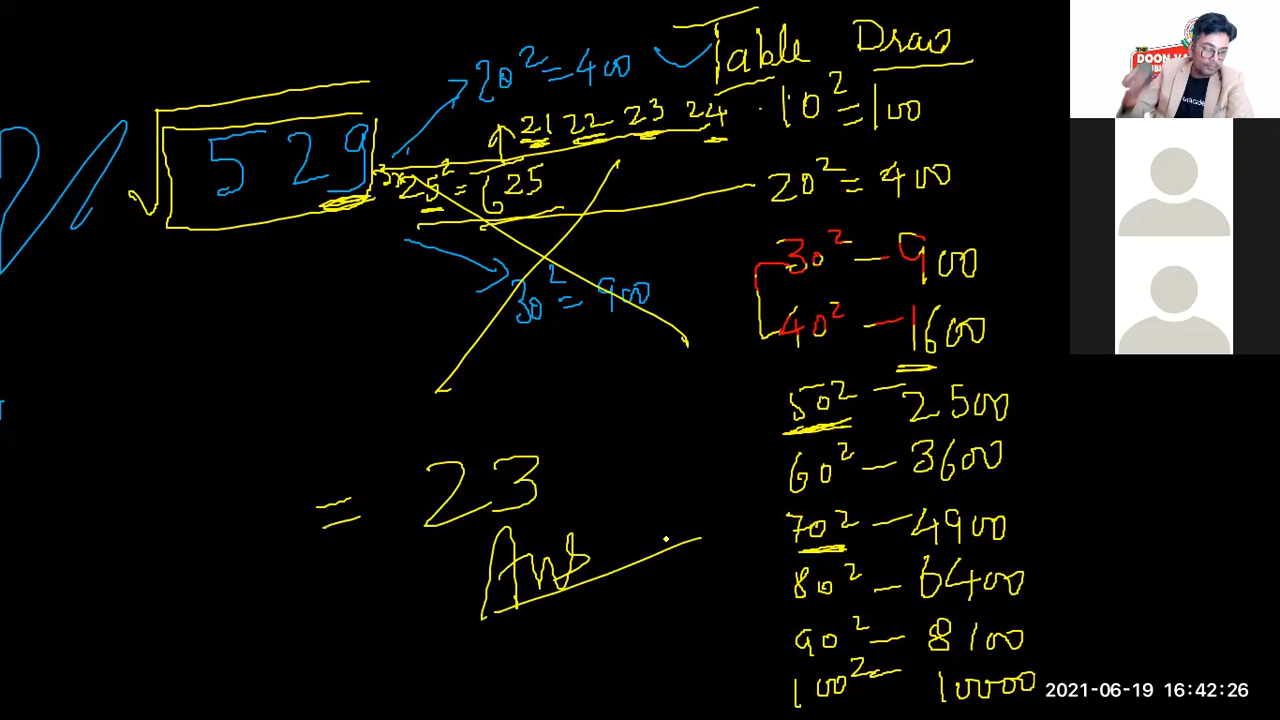 Table Draw
20² = 400
10² = 100
21 22 23 24
√529
25² = 625
20² = 400
30² = 900
30² – 900
40² – 1600
50² – 2500
60² – 3600
= 23
Ans
70² – 4900
80² – 6400
90² – 8100
100² = 10000
THE
DOON
2021-06-19 16:42:26